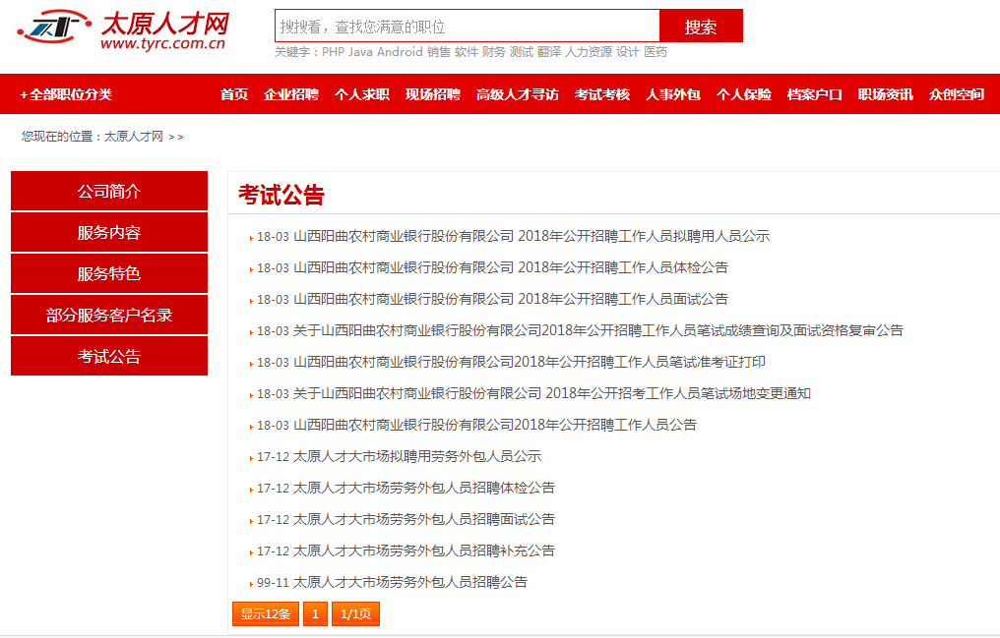 太原人才网
www.tyrc.com.cn
搜搜看，查找您满意的职位 搜索
关键字：PHP Java Android 销售 软件 财务 测试 翻译 人力资源 设计 医药
+全部职位分类 首页 企业招聘 个人求职 现场招聘 高级人才寻访 考试考核 人事外包 个人保险 档案户口 职场资讯 众创空间
您现在的位置：太原人才网 >>
公司简介
服务内容
服务特色
部分服务客户名录
考试公告
考试公告
18-03 山西阳曲农村商业银行股份有限公司 2018年公开招聘工作人员拟聘用人员公示
18-03 山西阳曲农村商业银行股份有限公司 2018年公开招聘工作人员体检公告
18-03 山西阳曲农村商业银行股份有限公司 2018年公开招聘工作人员面试公告
18-03 关于山西阳曲农村商业银行股份有限公司2018年公开招聘工作人员笔试成绩查询及面试资格复审公告
18-03 山西阳曲农村商业银行股份有限公司2018年公开招聘工作人员笔试准考证打印
18-03 关于山西阳曲农村商业银行股份有限公司 2018年公开招考工作人员笔试场地变更通知
18-03 山西阳曲农村商业银行股份有限公司2018年公开招聘工作人员公告
17-12 太原人才大市场拟聘用劳务外包人员公示
17-12 太原人才大市场劳务外包人员招聘体检公告
17-12 太原人才大市场劳务外包人员招聘面试公告
17-12 太原人才大市场劳务外包人员招聘补充公告
99-11 太原人才大市场劳务外包人员招聘公告
显示12条 1 1/1页